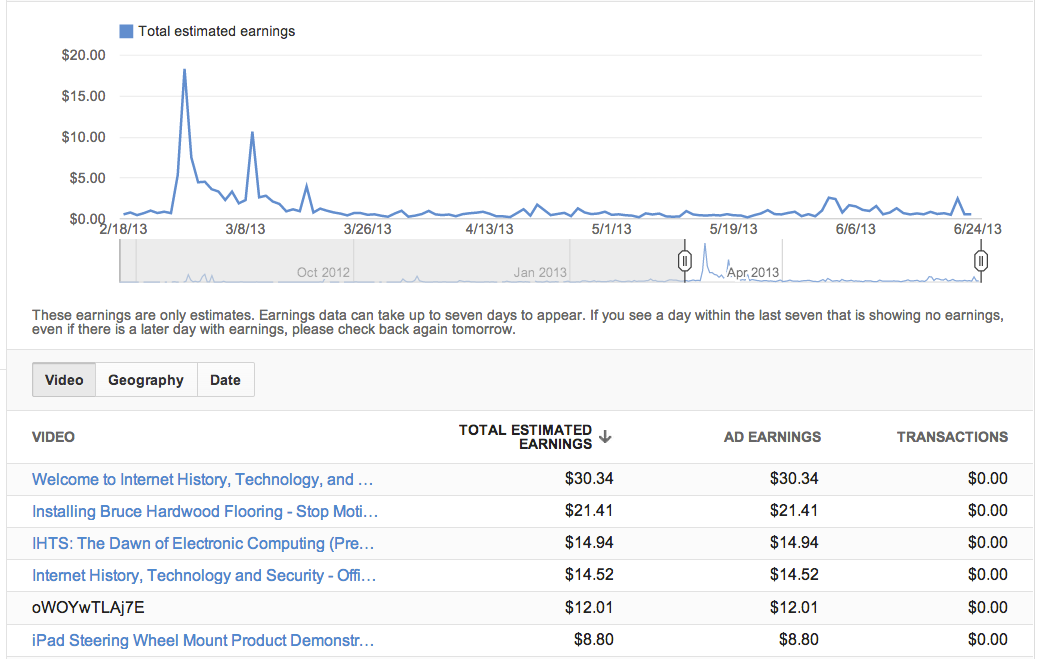 Total estimated earnings
$20.00
$15.00
$10.00
$5.00
$0.00
2/18/13 3/8/13 3/26/13 4/13/13 5/1/13 5/19/13 6/6/13 6/24/13
Oct 2012 Jan 2013 Apr 2013
These earnings are only estimates. Earnings data can take up to seven days to appear. If you see a day within the last seven that is showing no earnings,
even if there is a later day with earnings, please check back again tomorrow.
Video Geography Date
VIDEO TOTAL ESTIMATED EARNINGS AD EARNINGS TRANSACTIONS
Welcome to Internet History, Technology, and … $30.34 $30.34 $0.00
Installing Bruce Hardwood Flooring - Stop Moti… $21.41 $21.41 $0.00
IHTS: The Dawn of Electronic Computing (Pre… $14.94 $14.94 $0.00
Internet History, Technology and Security - Offi… $14.52 $14.52 $0.00
oWOYwTLAj7E $12.01 $12.01 $0.00
iPad Steering Wheel Mount Product Demonstr… $8.80 $8.80 $0.00